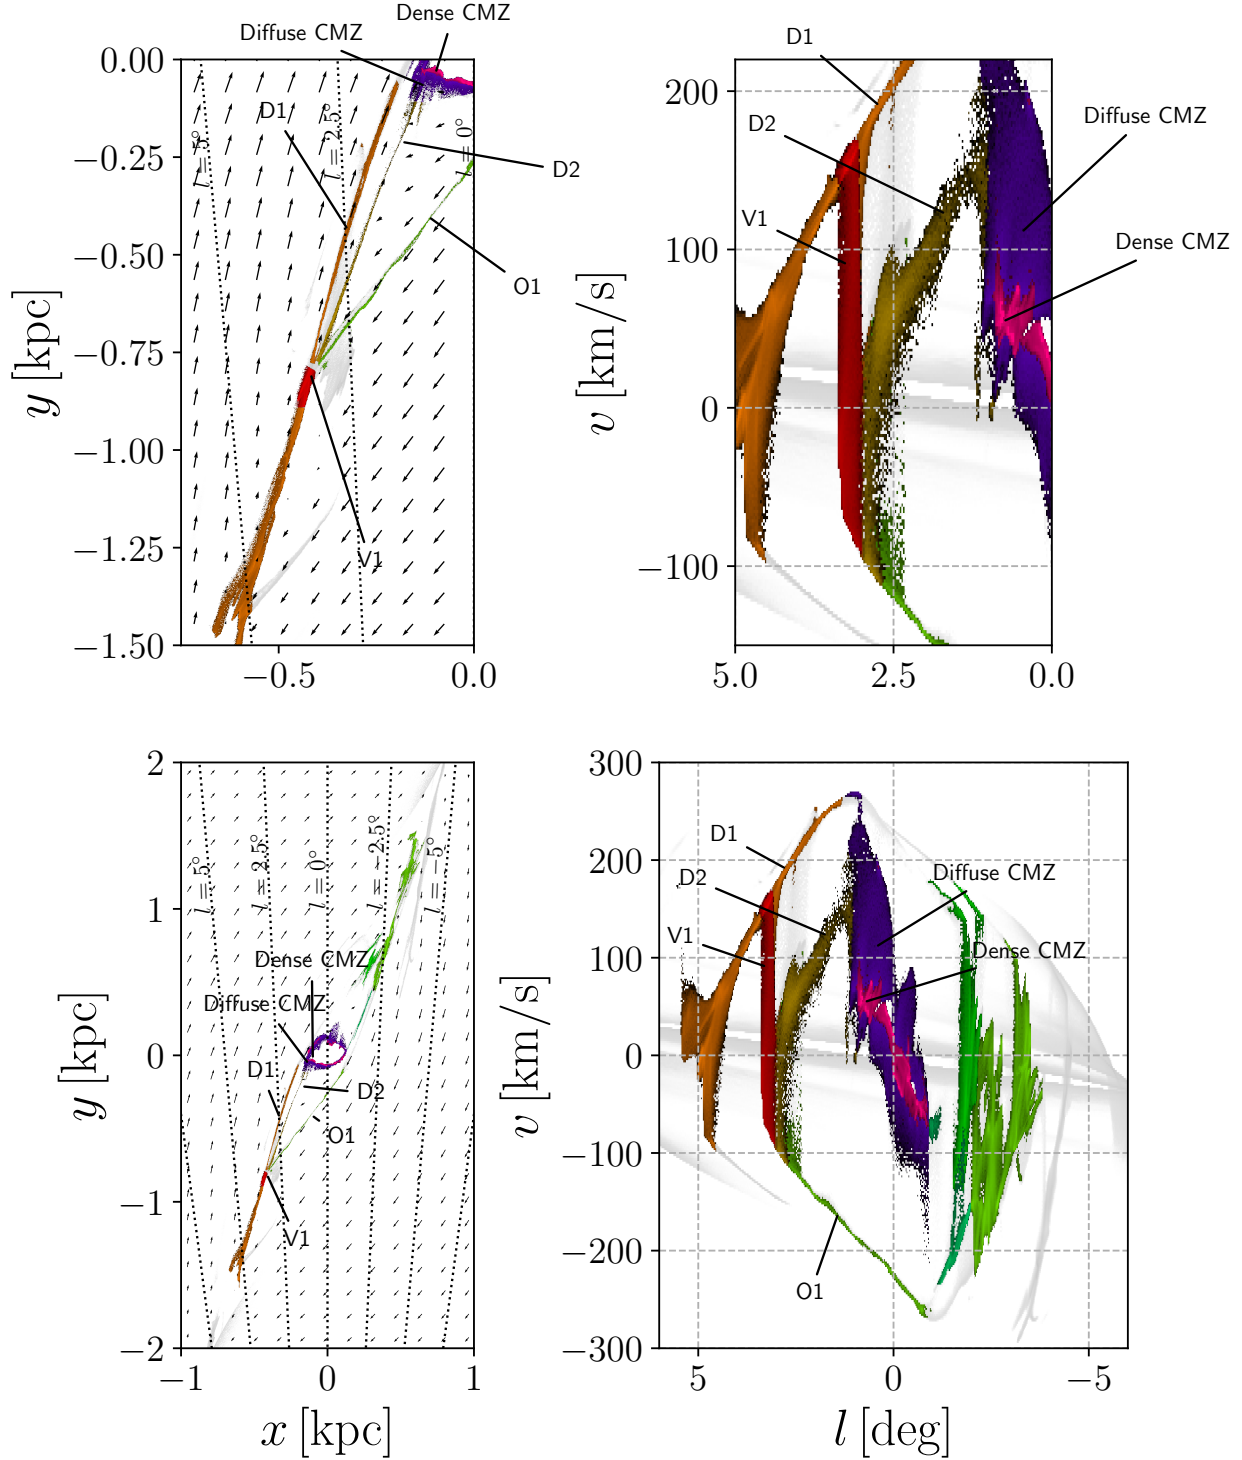 Dense CMZ
Diffuse CMZ
D1
D2
O1
V1
l = 5°
l = 2.5°
l = 0°
0.00
−0.25
−0.50
−0.75
−1.00
−1.25
−1.50
−0.5
0.0
y [kpc]
D1
D2
V1
Diffuse CMZ
Dense CMZ
200
100
0
−100
5.0
2.5
0.0
v [km/s]
l = 5°
l = 2.5°
l = 0°
l = −2.5°
l = −5°
Dense CMZ
Diffuse CMZ
D1
D2
O1
V1
2
1
0
−1
−2
−1
0
1
y [kpc]
x [kpc]
D1
D2
V1
Diffuse CMZ
Dense CMZ
O1
300
200
100
0
−100
−200
−300
5
0
−5
v [km/s]
l [deg]